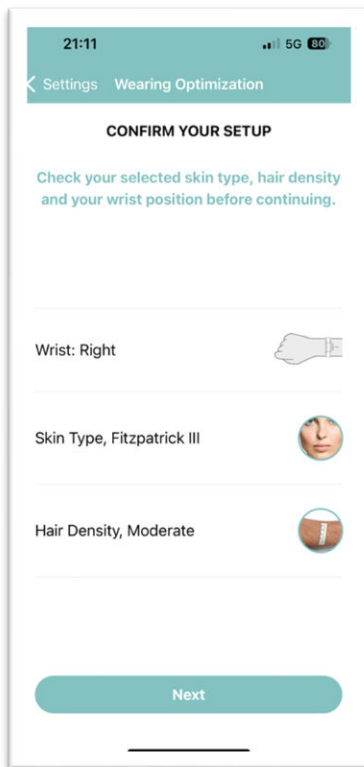 21:11 5G 80
Settings Wearing Optimization
CONFIRM YOUR SETUP
Check your selected skin type, hair density
and your wrist position before continuing.
Wrist: Right
Skin Type, Fitzpatrick III
Hair Density, Moderate
Next